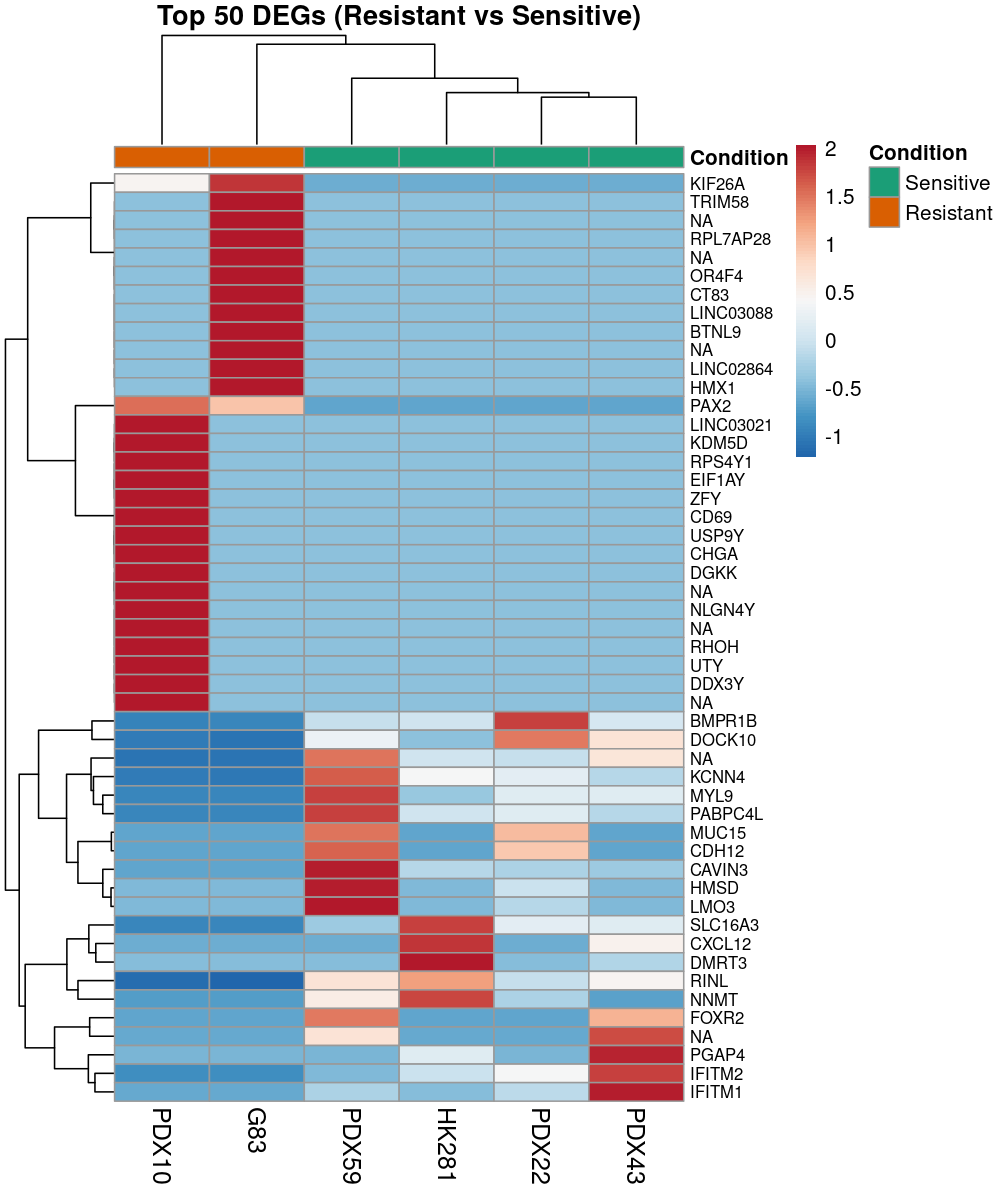 Top 50 DEGs (Resistant vs Sensitive)
Condition
2
1.5
1
0.5
0
-0.5
-1
Condition
Sensitive
Resistant
KIF26A
TRIM58
NA
RPL7AP28
NA
OR4F4
CT83
LINC03088
BTNL9
NA
LINC02864
HMX1
PAX2
LINC03021
KDM5D
RPS4Y1
EIF1AY
ZFY
CD69
USP9Y
CHGA
DGKK
NA
NLGN4Y
NA
RHOH
UTY
DDX3Y
NA
BMPR1B
DOCK10
NA
KCNN4
MYL9
PABPC4L
MUC15
CDH12
CAVIN3
HMSD
LMO3
SLC16A3
CXCL12
DMRT3
RINL
NNMT
FOXR2
NA
PGAP4
IFITM2
IFITM1
PDX10
G83
PDX59
HK281
PDX22
PDX43